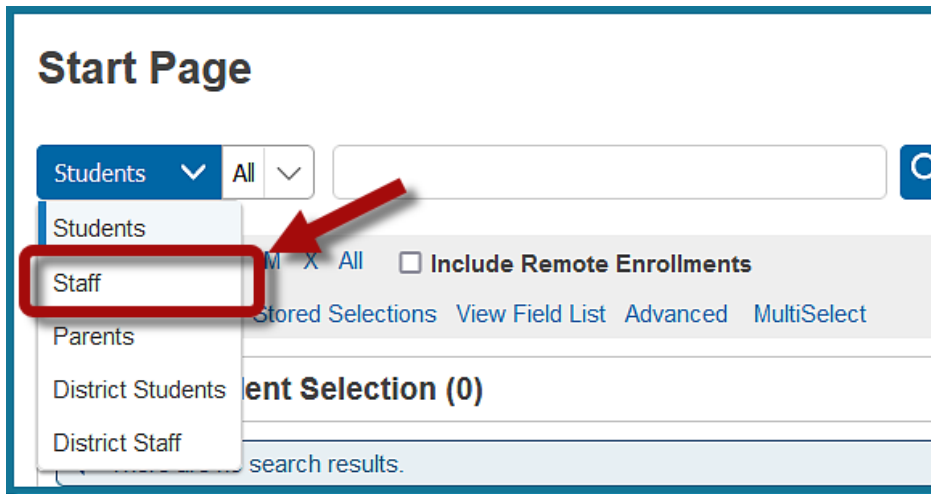 Start Page
Students All
Students
M X All Include Remote Enrollments
Staff
Stored Selections View Field List Advanced MultiSelect
Parents
District Students
ent Selection (0)
District Staff
There are no search results.